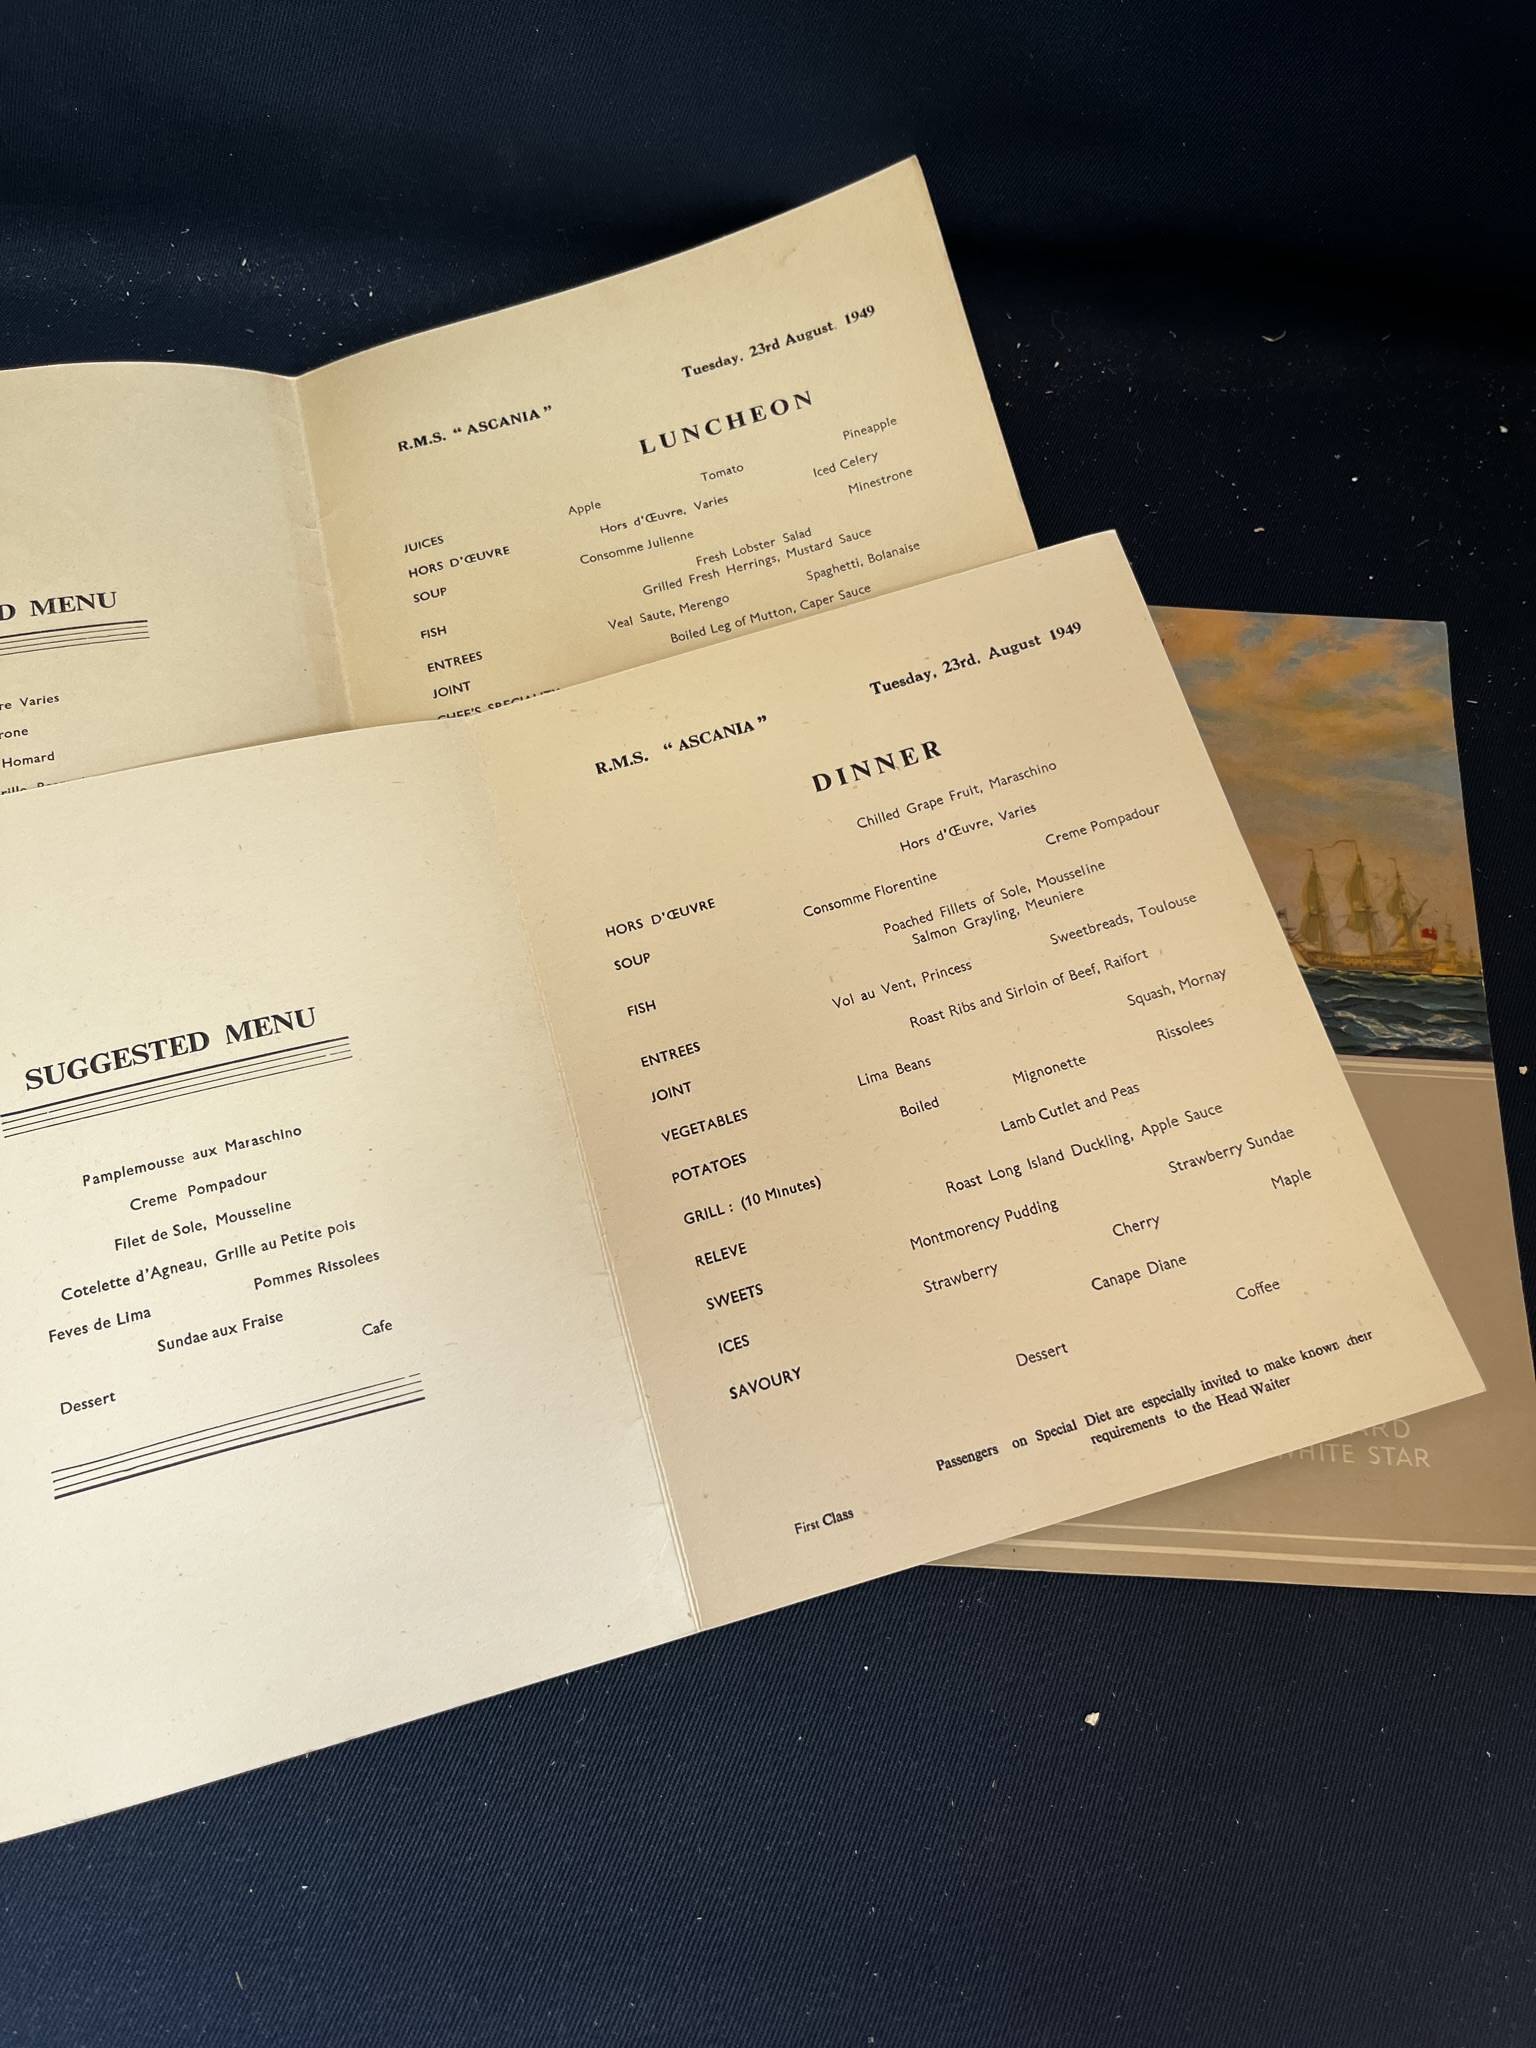 D MENU
re Varies
rone
Homard
R.M.S. “ ASCANIA ”
Tuesday, 23rd August, 1949
LUNCHEON
JUICES Apple Tomato Pineapple
HORS D'ŒUVRE Hors d'Œuvre, Varies Iced Celery
SOUP Consomme Julienne Minestrone
FISH Fresh Lobster Salad
Grilled Fresh Herrings, Mustard Sauce
ENTREES Veal Saute, Merengo Spaghetti, Bolanaise
JOINT Boiled Leg of Mutton, Caper Sauce
CHEF'S SPECIALITY
SUGGESTED MENU
Pamplemousse aux Maraschino
Creme Pompadour
Filet de Sole, Mousseline
Cotelette d'Agneau, Grille au Petite pois
Feves de Lima Pommes Rissolees
Sundae aux Fraise
Dessert Cafe
R.M.S. “ ASCANIA ”
Tuesday, 23rd. August 1949
DINNER
Chilled Grape Fruit, Maraschino
HORS D'ŒUVRE Hors d'Œuvre, Varies
SOUP Consomme Florentine Creme Pompadour
FISH Poached Fillets of Sole, Mousseline
Salmon Grayling, Meuniere
ENTREES Vol au Vent, Princess Sweetbreads, Toulouse
JOINT Roast Ribs and Sirloin of Beef, Raifort
VEGETABLES Lima Beans Squash, Mornay
POTATOES Boiled Mignonette Rissolees
GRILL : (10 Minutes) Lamb Cutlet and Peas
RELEVE Roast Long Island Duckling, Apple Sauce
SWEETS Montmorency Pudding Strawberry Sundae
ICES Strawberry Cherry Maple
SAVOURY Canape Diane
Dessert Coffee
Passengers on Special Diet are especially invited to make known their
requirements to the Head Waiter
First Class
ARD
WHITE STAR